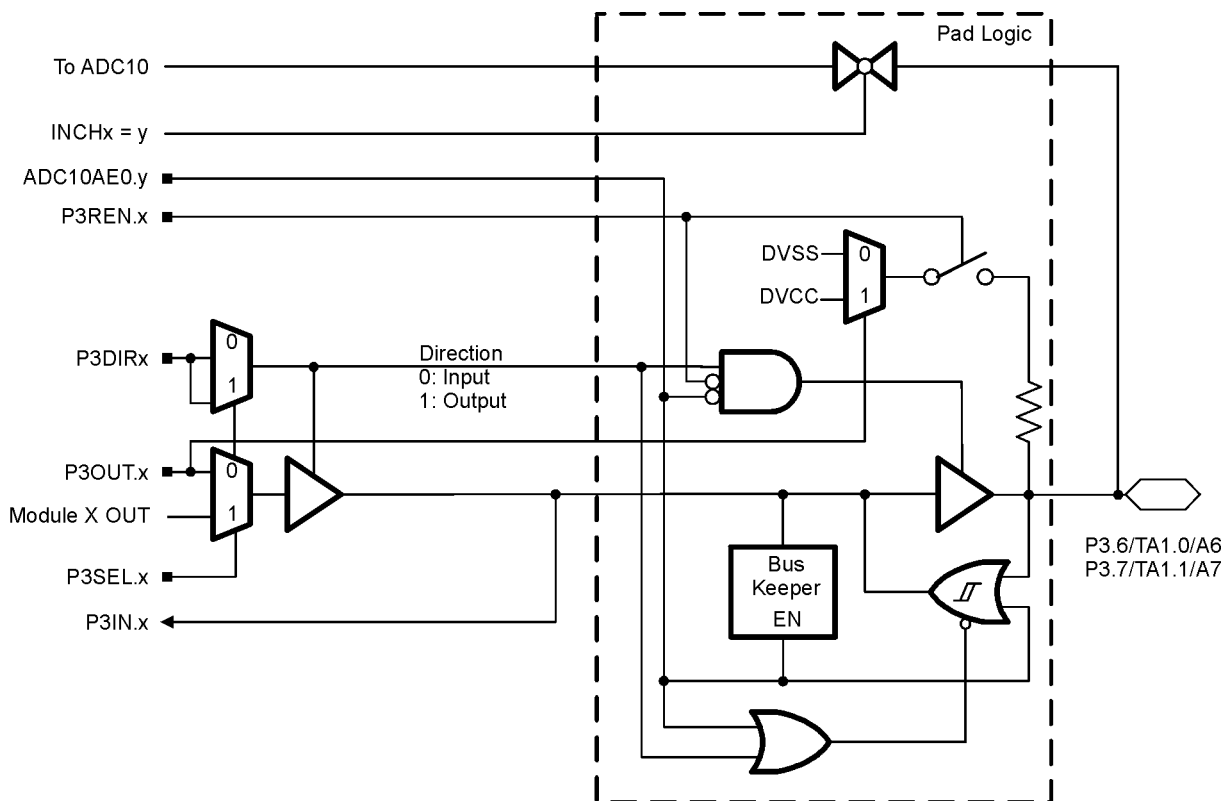 Pad Logic
To ADC10
INCHx = y
ADC10AE0.y
P3REN.x
DVSS
0
DVCC
1
P3DIRx
0
1
Direction
0: Input
1: Output
P3OUT.x
0
Module X OUT
1
P3SEL.x
P3IN.x
Bus
Keeper
EN
P3.6/TA1.0/A6
P3.7/TA1.1/A7